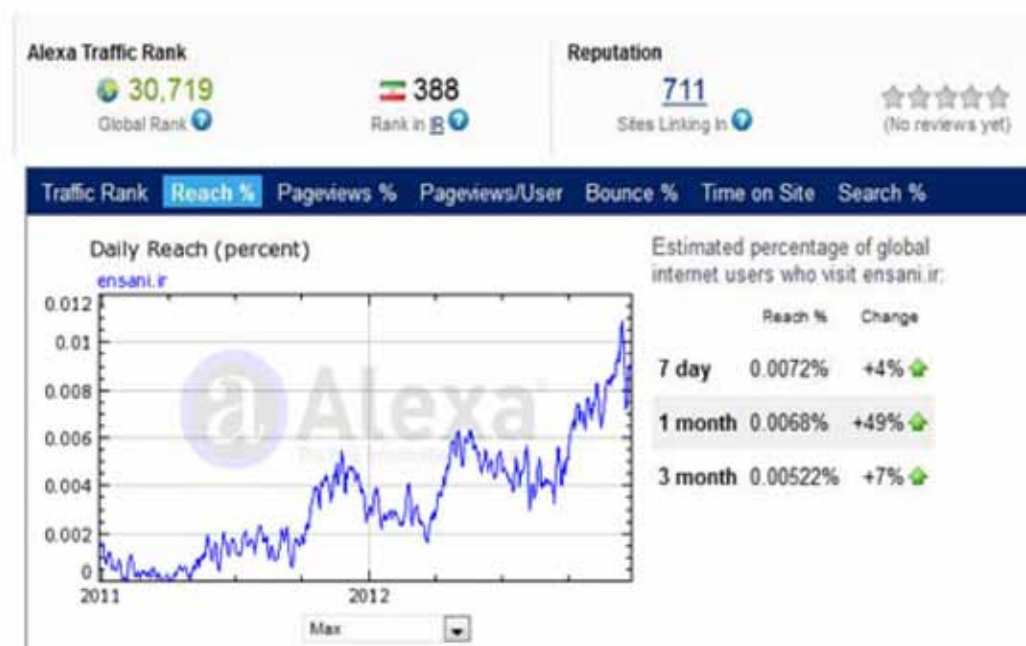 Alexa Traffic Rank
30,719
Global Rank
388
Rank in IR
Reputation
711
Sites Linking In
(No reviews yet)
Traffic Rank Reach % Pageviews % Pageviews/User Bounce % Time on Site Search %
Daily Reach (percent)
ensani.ir
0.012
0.01
0.008
0.006
0.004
0.002
0
2011 2012
Alexa
Max
Estimated percentage of global
internet users who visit ensani.ir:
Reach % Change
7 day 0.0072% +4%
1 month 0.0068% +49%
3 month 0.00522% +7%